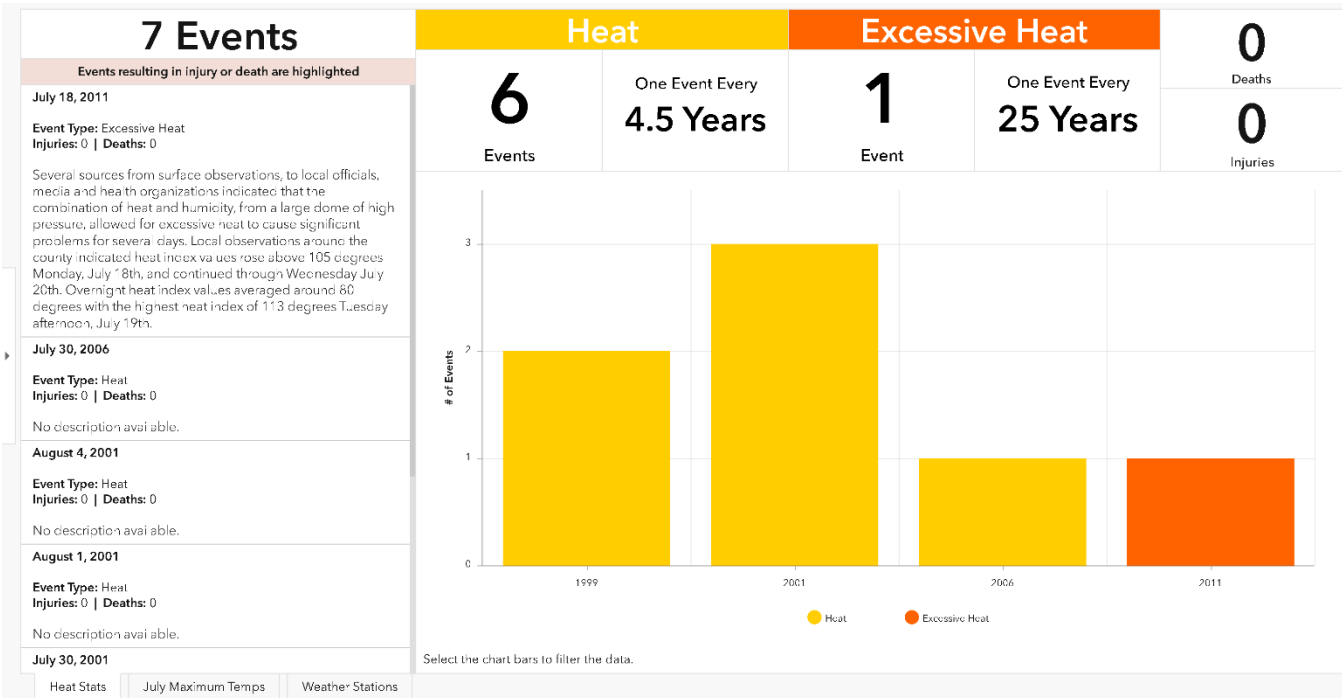 7 Events
Events resulting in injury or death are highlighted
July 18, 2011
Event Type: Excessive Heat
Injuries: 0 | Deaths: 0
Several sources from surface observations, to local officials,
media and health organizations indicated that the
combination of heat and humidity, from a large dome of high
pressure, allowed for excessive heat to cause significant
problems for several days. Local observations around the
county indicated heat index values rose above 105 degrees
Monday, July 18th, and continued through Wednesday July
20th. Overnight heat index values averaged around 80
degrees with the highest heat index of 113 degrees Tuesday
afternoon, July 19th.
July 30, 2006
Event Type: Heat
Injuries: 0 | Deaths: 0
No description available.
August 4, 2001
Event Type: Heat
Injuries: 0 | Deaths: 0
No description available.
August 1, 2001
Event Type: Heat
Injuries: 0 | Deaths: 0
No description available.
July 30, 2001
Heat Stats
July Maximum Temps
Weather Stations
Heat
6
Events
One Event Every
4.5 Years
Excessive Heat
1
Event
One Event Every
25 Years
0
Deaths
0
Injuries
# of Events
3
2
1
0
1999
2001
2006
2011
Heat
Excessive Heat
Select the chart bars to filter the data.